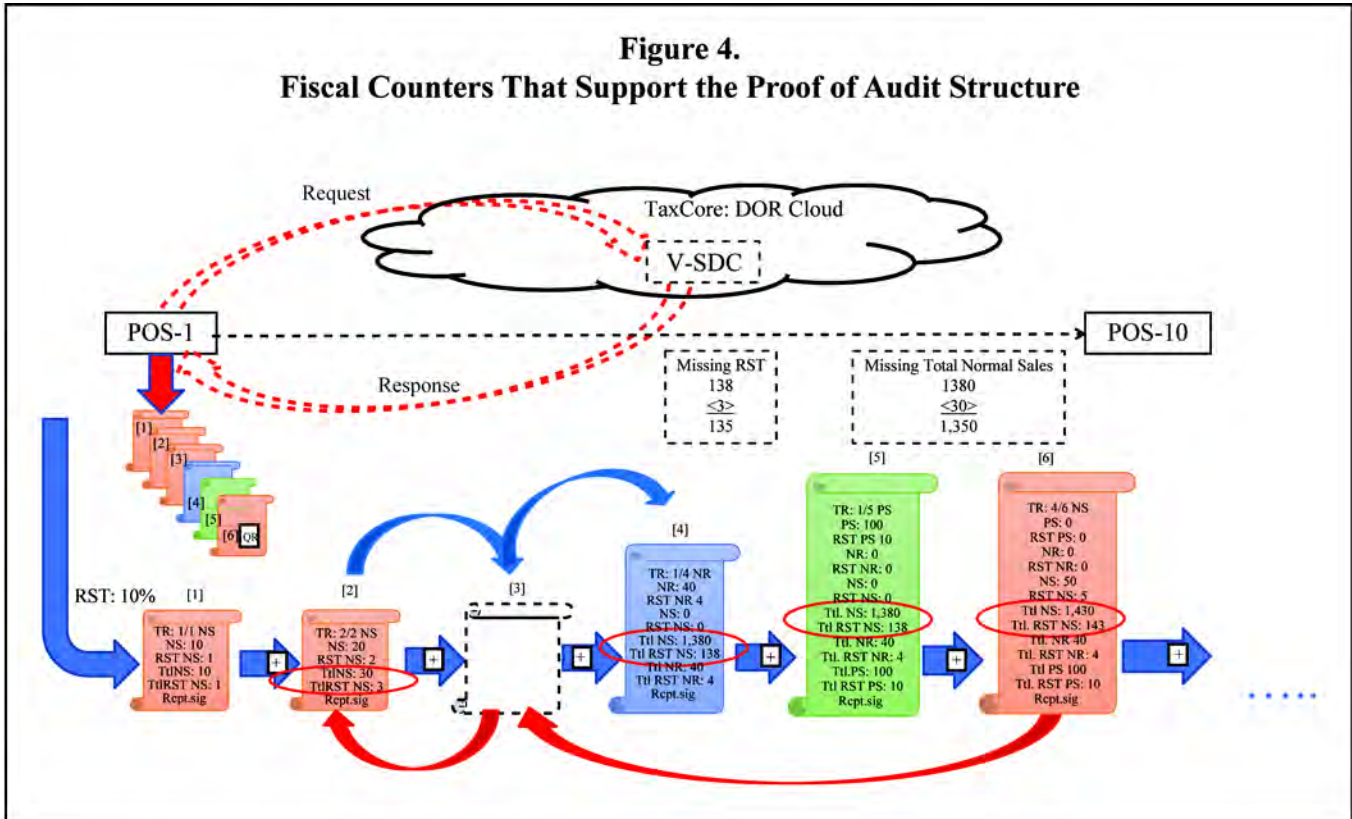 Figure 4.
Fiscal Counters That Support the Proof of Audit Structure
Request
TaxCore: DOR Cloud
V-SDC
POS-1
POS-10
Response
Missing RST
138
<3>
135
Missing Total Normal Sales
1380
<30>
1,350
[1]
[2]
[3]
[4]
[5]
[6]
QR
RST: 10%
[1]
TR: 1/1 NS
NS: 10
RST NS: 1
TtlNS: 10
TtlRST NS: 1
Rcpt.sig
+
[2]
TR: 2/2 NS
NS: 20
RST NS: 2
TtlNS: 30
TtlRST NS: 3
Rcpt.sig
+
[3]
+
[4]
TR: 1/4 NR
NR: 40
RST NR 4
NS: 0
RST NS: 0
Ttl NS: 1,380
Ttl RST NS: 138
Ttl NR: 40
Ttl RST NR: 4
Rcpt.sig
+
[5]
TR: 1/5 PS
PS: 100
RST PS 10
NR: 0
RST NR: 0
NS: 0
RST NS: 0
Ttl. NS: 1,380
Ttl RST NS: 138
Ttl. NR: 40
Ttl. RST NR: 4
Ttl.PS: 100
Ttl RST PS: 10
Rcpt.sig
+
[6]
TR: 4/6 NS
PS: 0
RST PS: 0
NR: 0
RST NR: 0
NS: 50
RST NS: 5
Ttl NS: 1,430
Ttl. RST NS: 143
Ttl. NR 40
Ttl. RST NR: 4
Ttl PS 100
Ttl. RST PS: 10
Rcpt.sig
+